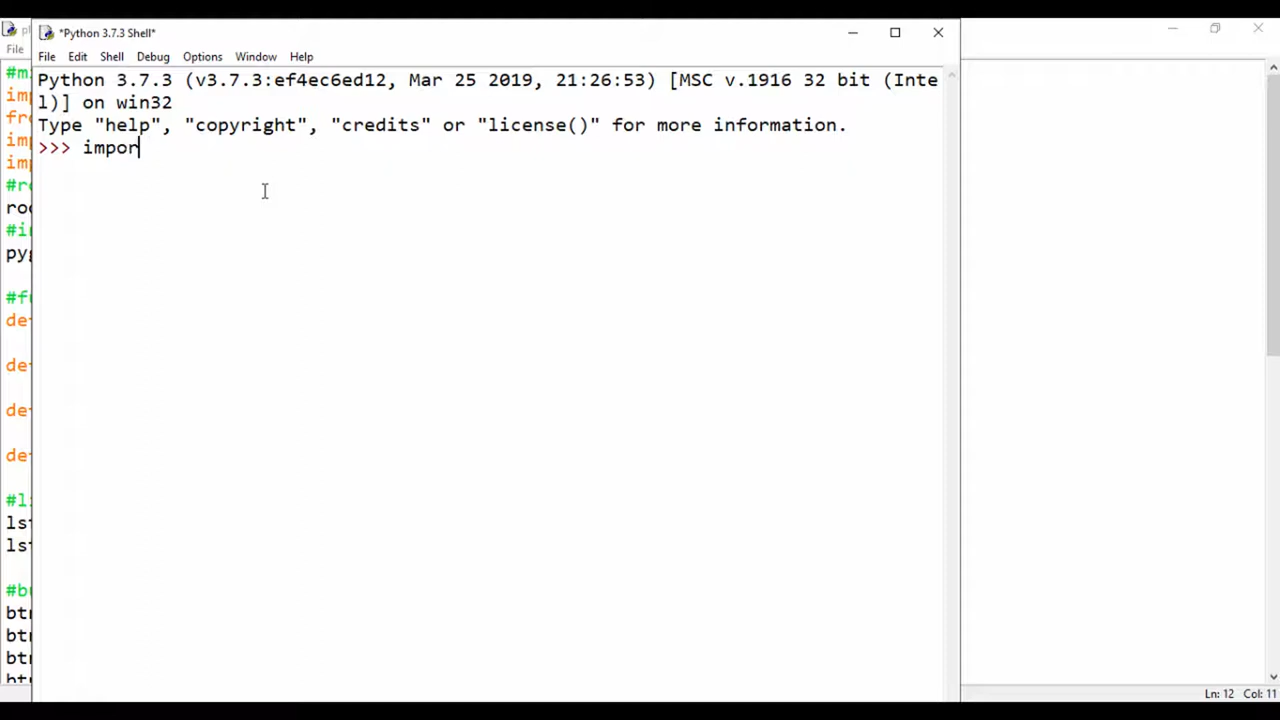 *Python 3.7.3 Shell*
File
File Edit Shell Debug Options Window Help
Python 3.7.3 (v3.7.3:ef4ec6ed12, Mar 25 2019, 21:26:53) [MSC v.1916 32 bit (Inte
l)] on win32
Type "help", "copyright", "credits" or "license()" for more information.
>>> impor
Ln: 12 Col: 11